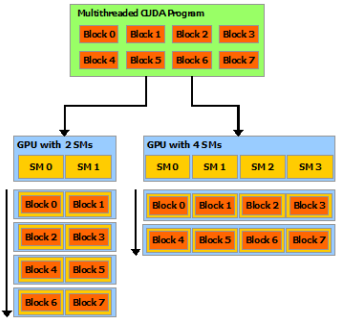 Multithreaded CUDA Program
Block 0 Block 1 Block 2 Block 3
Block 4 Block 5 Block 6 Block 7
GPU with 2 SMs
SM 0 SM 1
Block 0 Block 1
Block 2 Block 3
Block 4 Block 5
Block 6 Block 7
GPU with 4 SMs
SM 0 SM 1 SM 2 SM 3
Block 0 Block 1 Block 2 Block 3
Block 4 Block 5 Block 6 Block 7